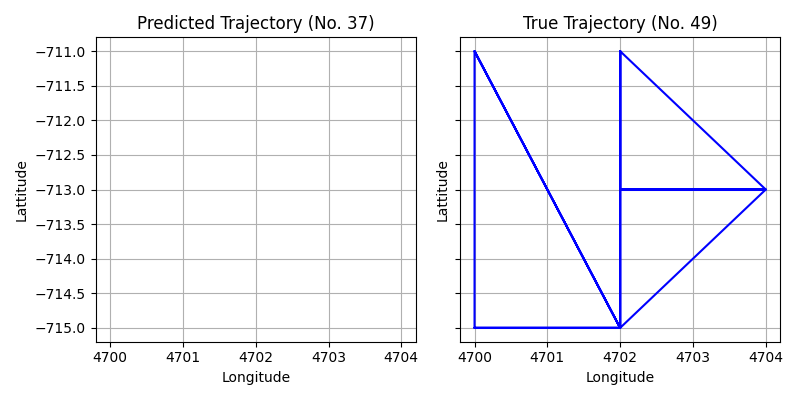 Predicted Trajectory (No. 37)
True Trajectory (No. 49)
−711.0
−711.5
−712.0
−712.5
−713.0
−713.5
−714.0
−714.5
−715.0
Lattitude
Lattitude
4700 4701 4702 4703 4704
4700 4701 4702 4703 4704
Longitude
Longitude